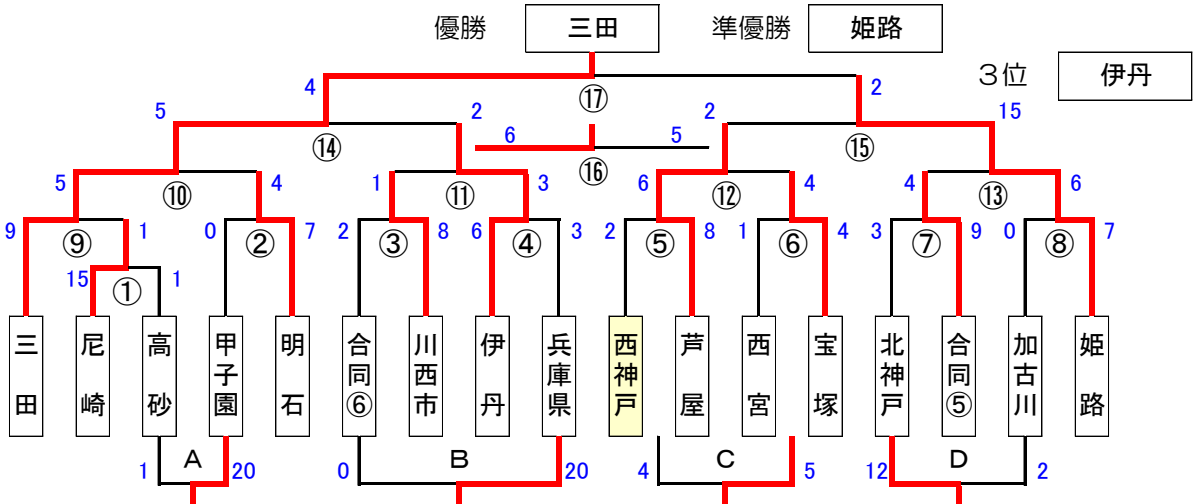 優勝 三田 準優勝 姫路
3位 伊丹
4 ⑰ 2
5 ⑭ 2 6 ⑯ 5 2 ⑮ 15
5 ⑩ 4 1 ⑪ 3 6 ⑫ 4 4 ⑬ 6
9 ⑨ 1 0 ② 7 2 ③ 8 6 ④ 3 2 ⑤ 8 1 ⑥ 4 3 ⑦ 9 0 ⑧ 7
15 ① 1
三田 尼崎 高砂 甲子園 明石 合同⑥ 川西市 伊丹 兵庫県 西神戸 芦屋 西宮 宝塚 北神戸 合同⑤ 加古川 姫路
1 A 20 0 B 20 4 C 5 12 D 2